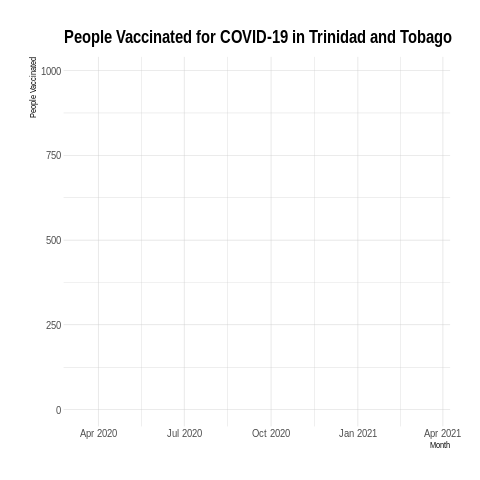 People Vaccinated for COVID-19 in Trinidad and Tobago
People Vaccinated
1000
750
500
250
0
Apr 2020 Jul 2020 Oct 2020 Jan 2021 Apr 2021
Month